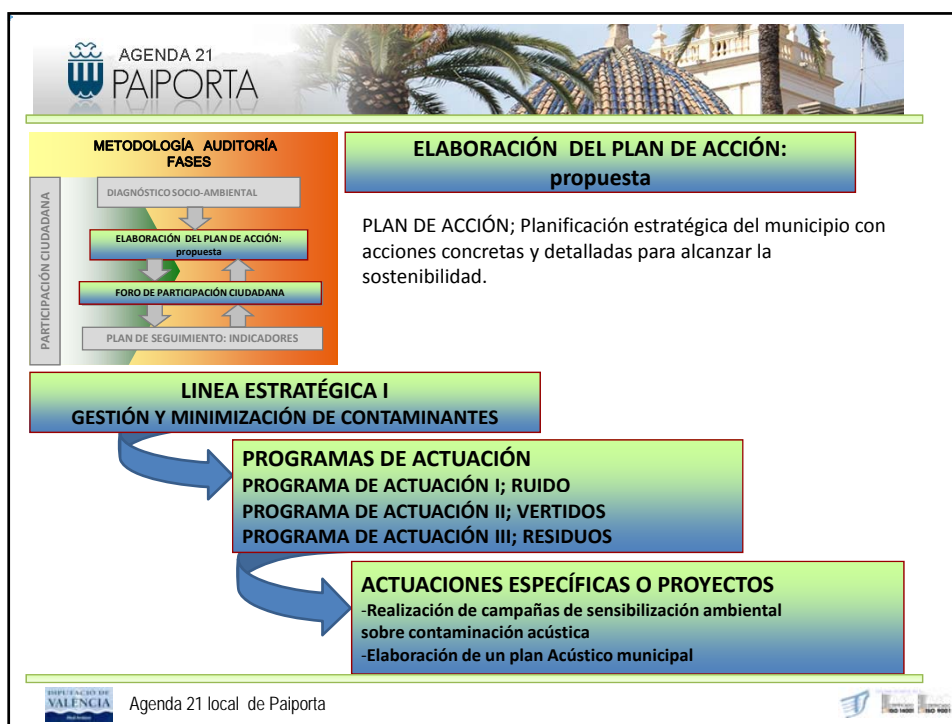 AGENDA 21
PAIPORTA
METODOLOGÍA AUDITORÍA
FASES
PARTICIPACIÓN CIUDADANA
DIAGNÓSTICO SOCIO-AMBIENTAL
ELABORACIÓN DEL PLAN DE ACCIÓN:
propuesta
FORO DE PARTICIPACIÓN CIUDADANA
PLAN DE SEGUIMIENTO: INDICADORES
ELABORACIÓN DEL PLAN DE ACCIÓN:
propuesta
PLAN DE ACCIÓN; Planificación estratégica del municipio con
acciones concretas y detalladas para alcanzar la
sostenibilidad.
LINEA ESTRATÉGICA I
GESTIÓN Y MINIMIZACIÓN DE CONTAMINANTES
PROGRAMAS DE ACTUACIÓN
PROGRAMA DE ACTUACIÓN I; RUIDO
PROGRAMA DE ACTUACIÓN II; VERTIDOS
PROGRAMA DE ACTUACIÓN III; RESIDUOS
ACTUACIONES ESPECÍFICAS O PROYECTOS
-Realización de campañas de sensibilización ambiental
sobre contaminación acústica
-Elaboración de un plan Acústico municipal
DIPUTACIÓ DE
VALÈNCIA
Agenda 21 local de Paiporta
ISO 14001
ISO 9001